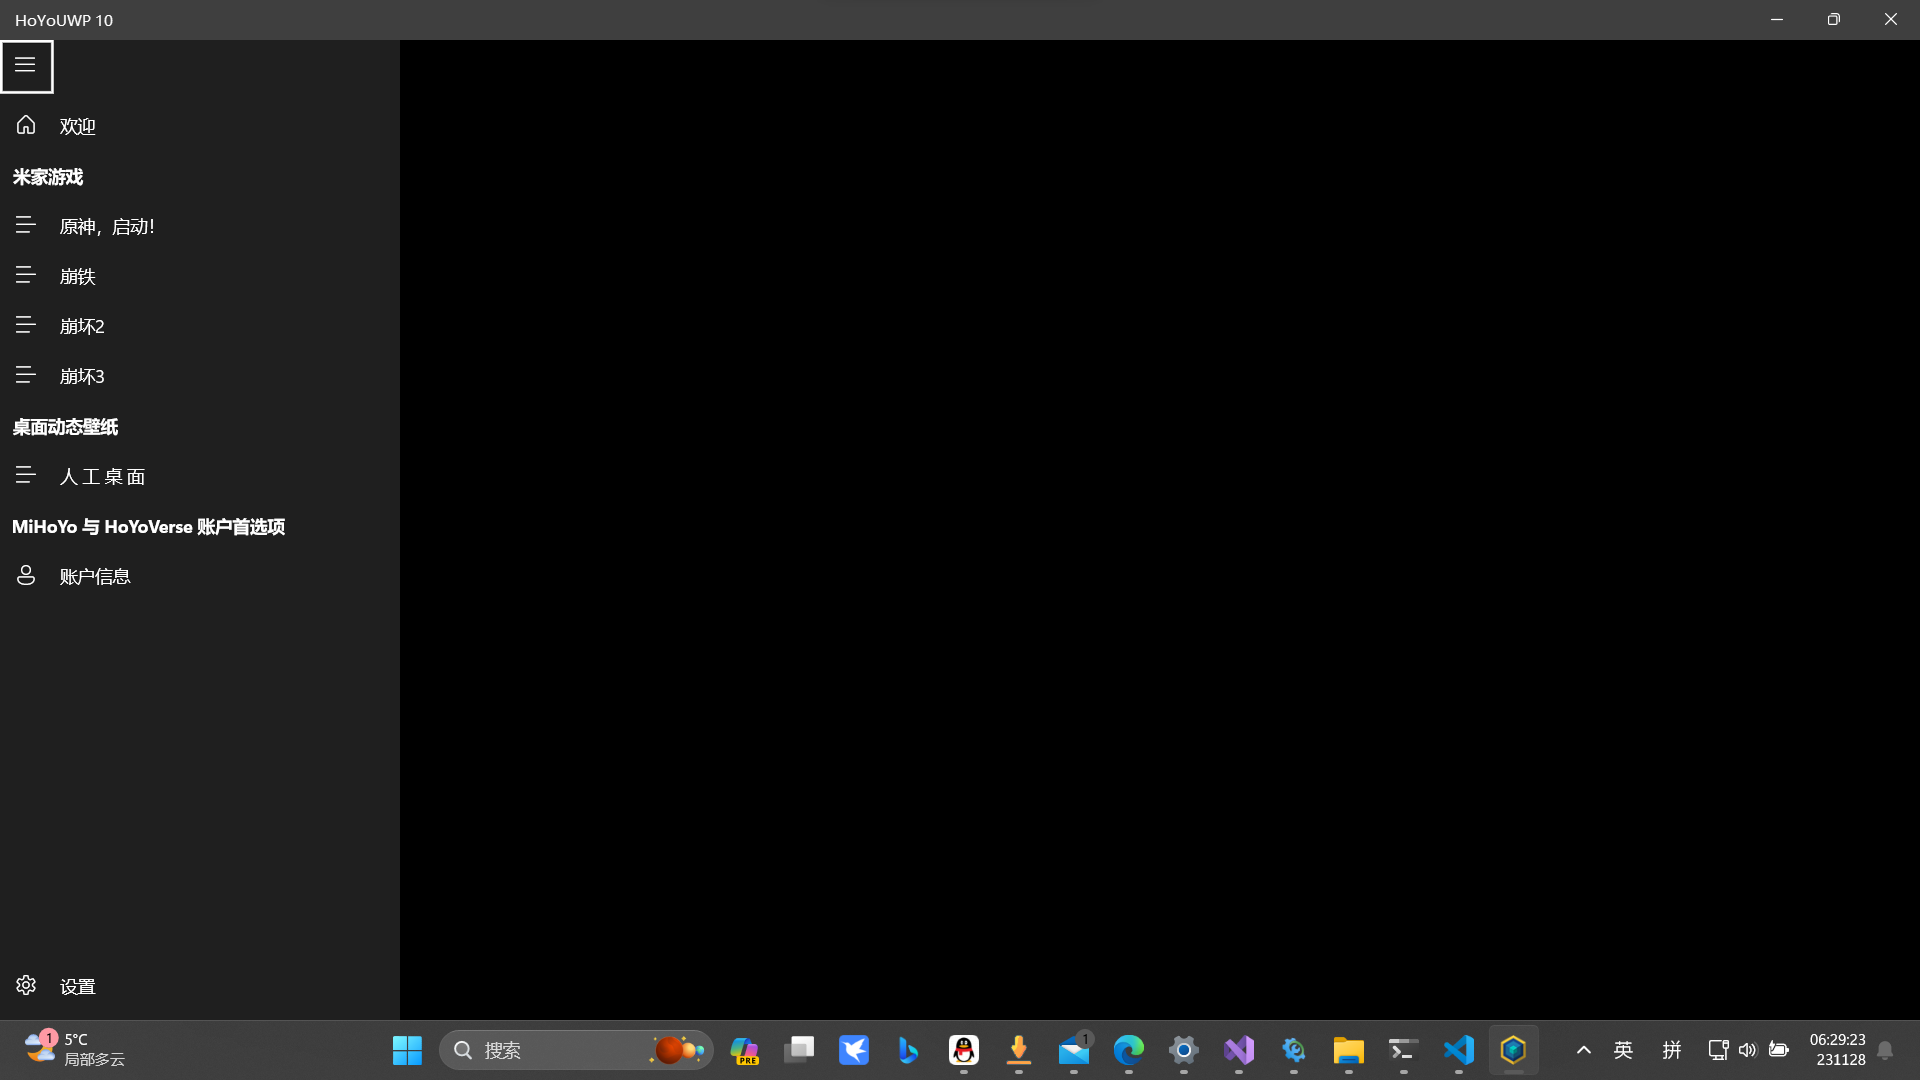 HoYoUWP 10
欢迎
米家游戏
原神，启动！
崩铁
崩坏2
崩坏3
桌面动态壁纸
人 工 桌 面
MiHoYo 与 HoYoVerse 账户首选项
账户信息
设置
1
5°C
局部多云
搜索
PRE
1
英
拼
06:29:23
231128